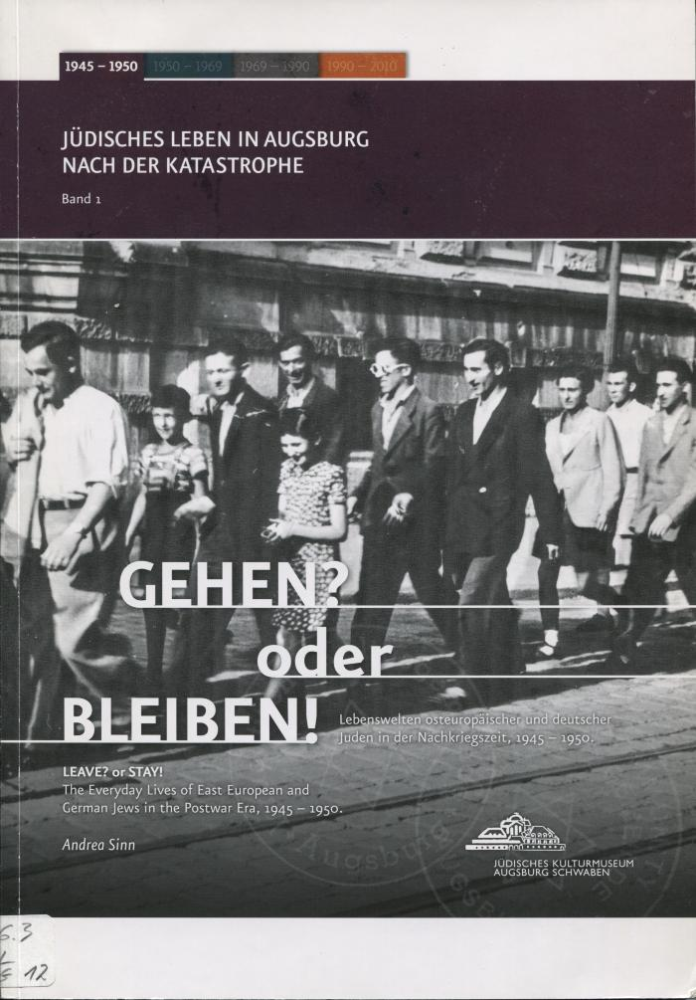 1945 – 1950 1950 – 1969 1969 – 1990 1990 – 2010
JÜDISCHES LEBEN IN AUGSBURG
NACH DER KATASTROPHE
Band 1
GEHEN?
oder
BLEIBEN!
Lebenswelten osteuropäischer und deutscher
Juden in der Nachkriegszeit, 1945 – 1950.
LEAVE? or STAY!
The Everyday Lives of East European and
German Jews in the Postwar Era, 1945 – 1950.
Andrea Sinn
JÜDISCHES KULTURMUSEUM
AUGSBURG SCHWABEN
6.3
12